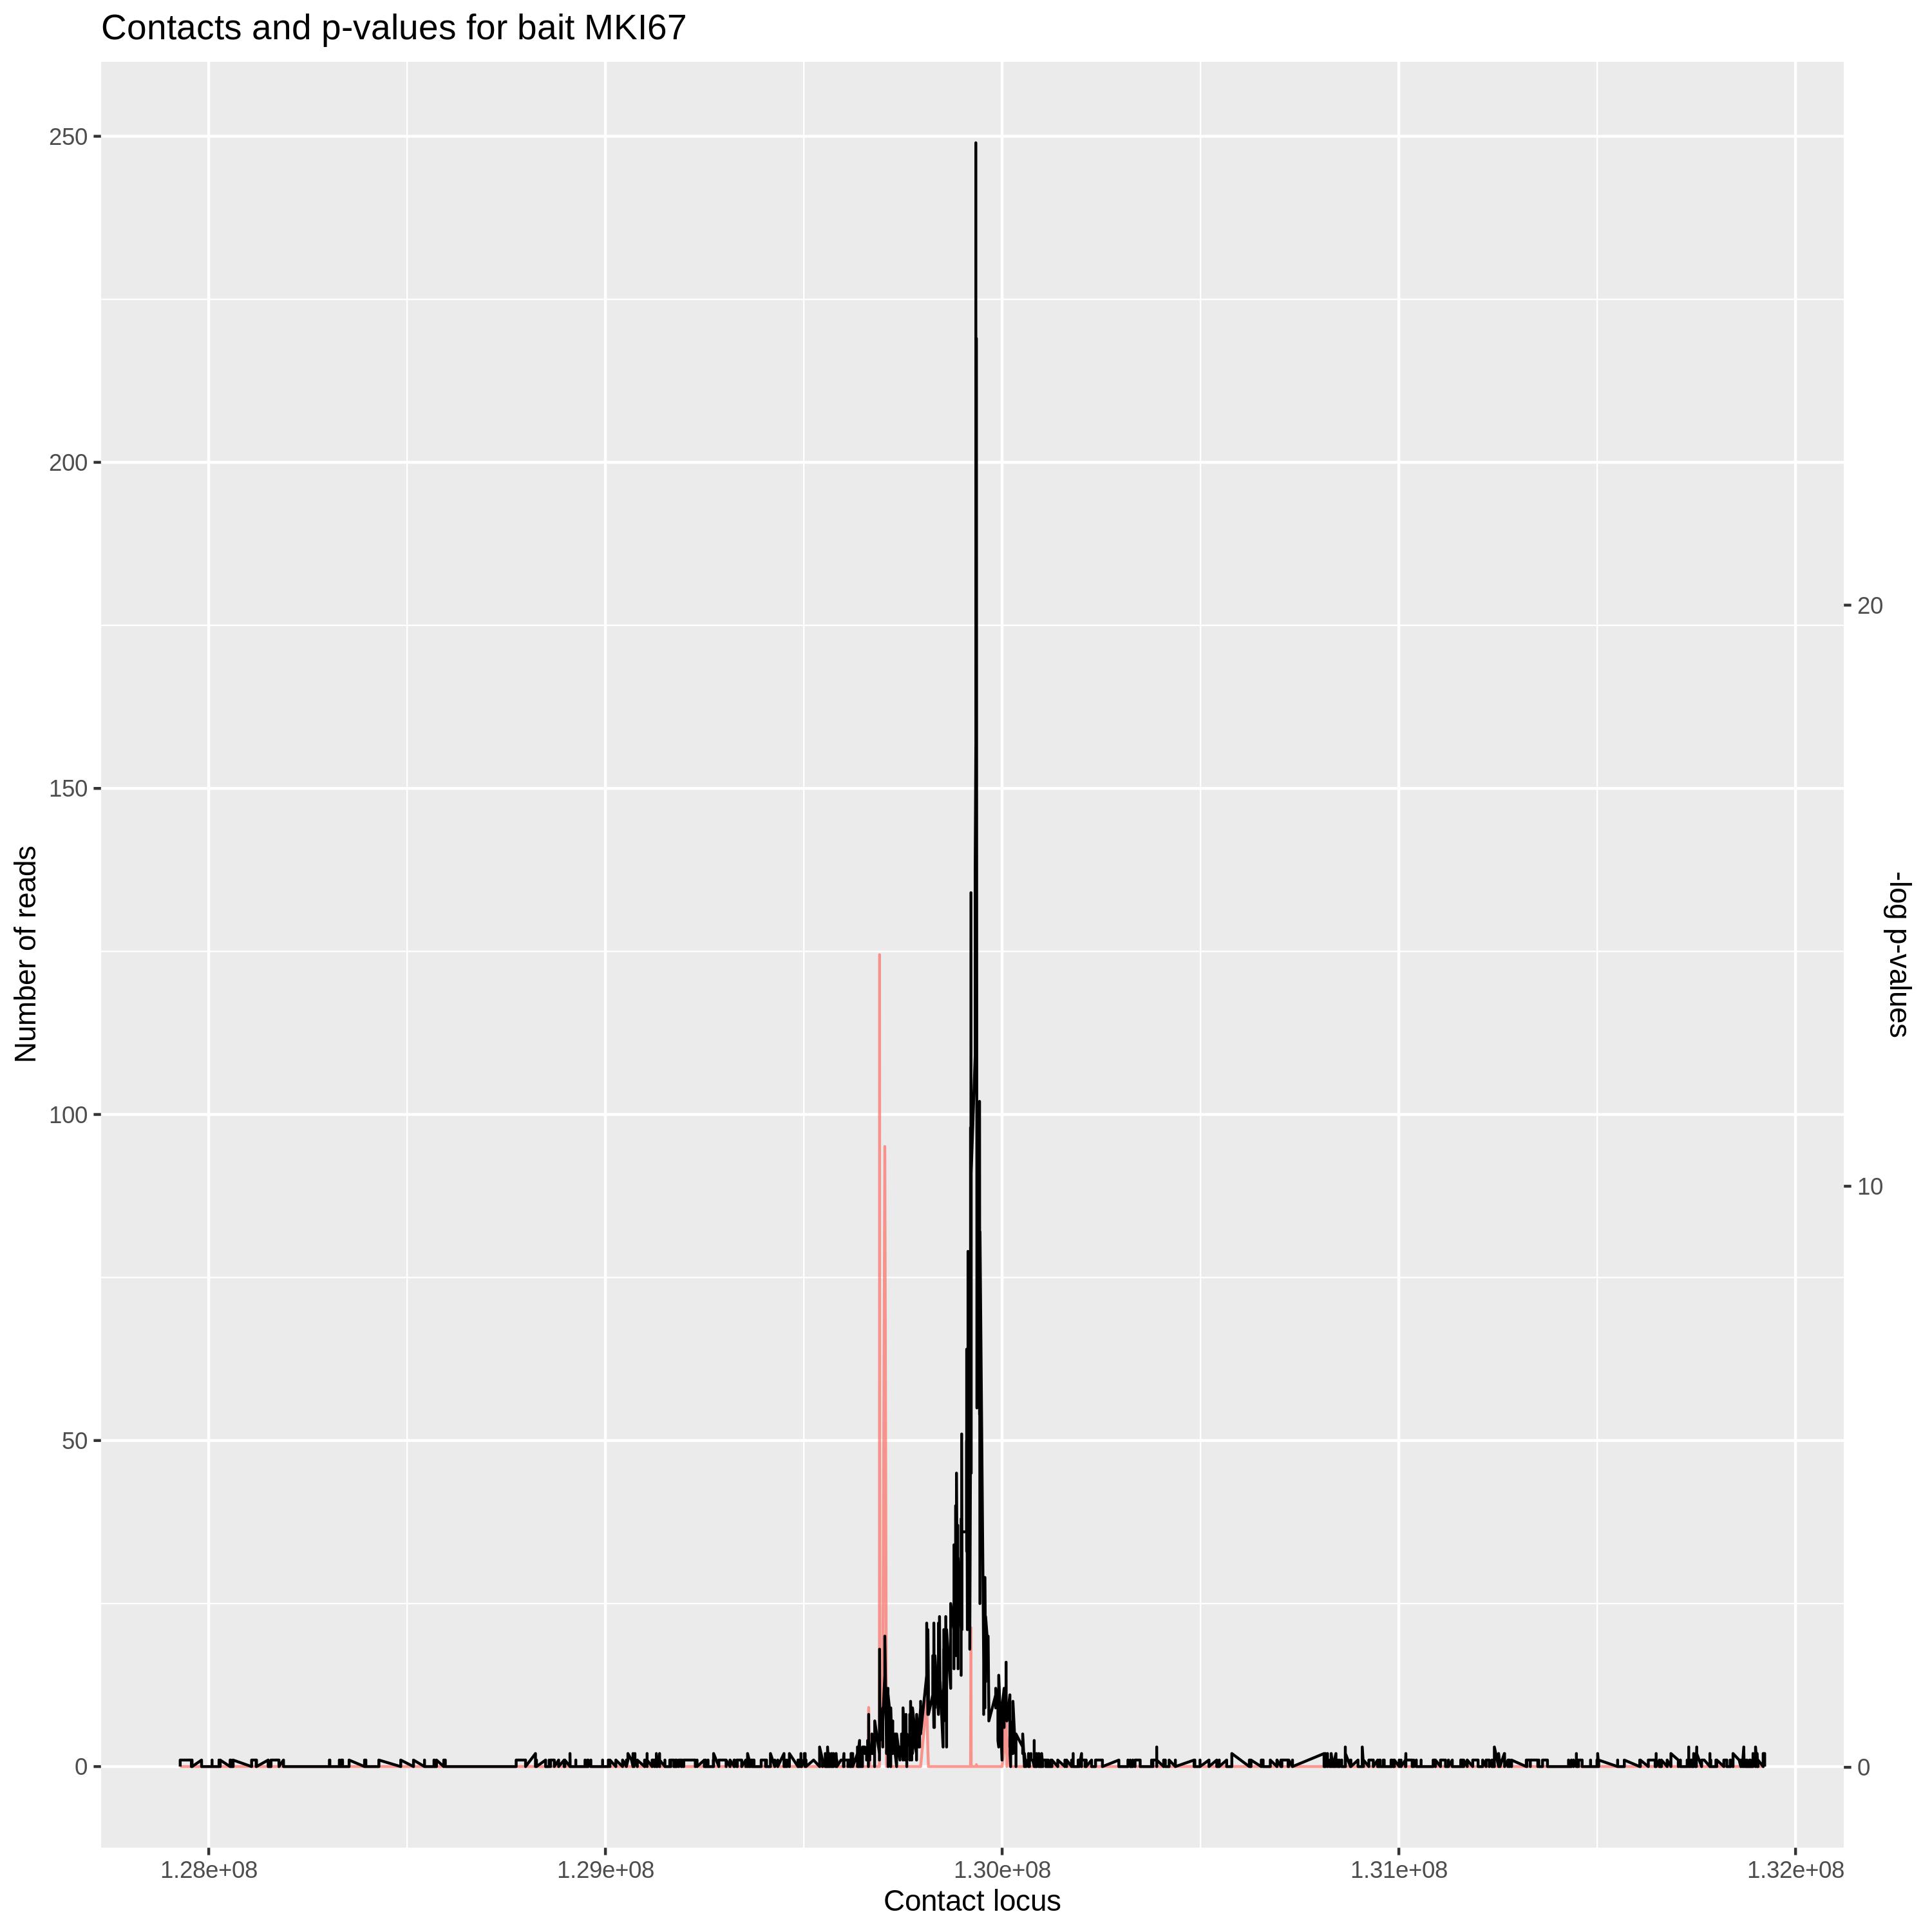 Contacts and p-values for bait MKI67
250
200
150
100
50
0
Number of reads
20
10
0
-log p-values
1.28e+08
1.29e+08
1.30e+08
1.31e+08
1.32e+08
Contact locus